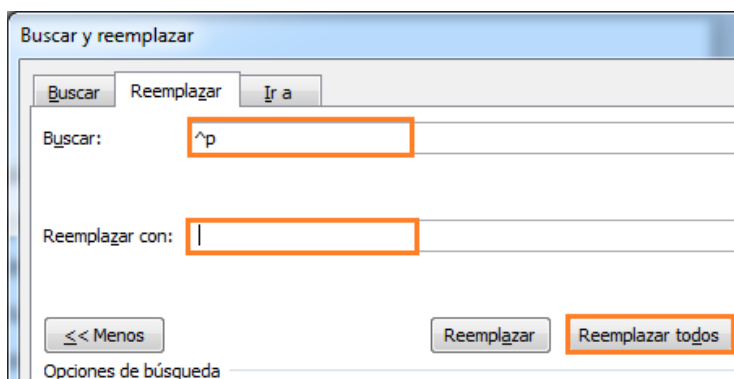 Buscar y reemplazar
Buscar Reemplazar Ir a
Buscar: ^p
Reemplazar con:
<< Menos Reemplazar Reemplazar todos
Opciones de búsqueda